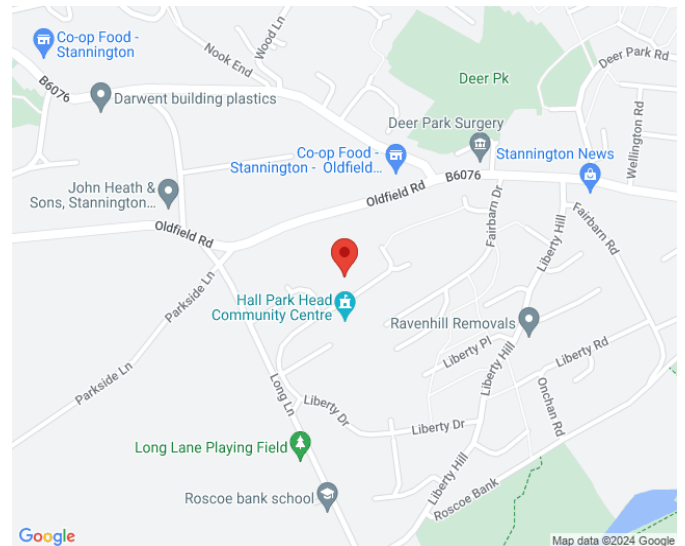 Co-op Food -
Stannington
Wood Ln
Nook End
B6076
Deer Pk
Deer Park Rd
Darwent building plastics
Wellington Rd
Deer Park Surgery
Co-op Food -
Stannington - Oldfield...
Stannington News
B6076
John Heath &
Sons, Stannington...
Oldfield Rd
Fairbarn Dr
Liberty Hill
Fairbarn Rd
Oldfield Rd
Parkside Ln
Hall Park Head
Community Centre
Ravenhill Removals
Liberty Pl
Liberty Rd
Liberty Hill
Onchan Rd
Parkside Ln
Long Ln
Liberty Dr
Liberty Dr
Long Lane Playing Field
Liberty Hill
Roscoe bank school
Roscoe Bank
Google
Map data ©2024 Google